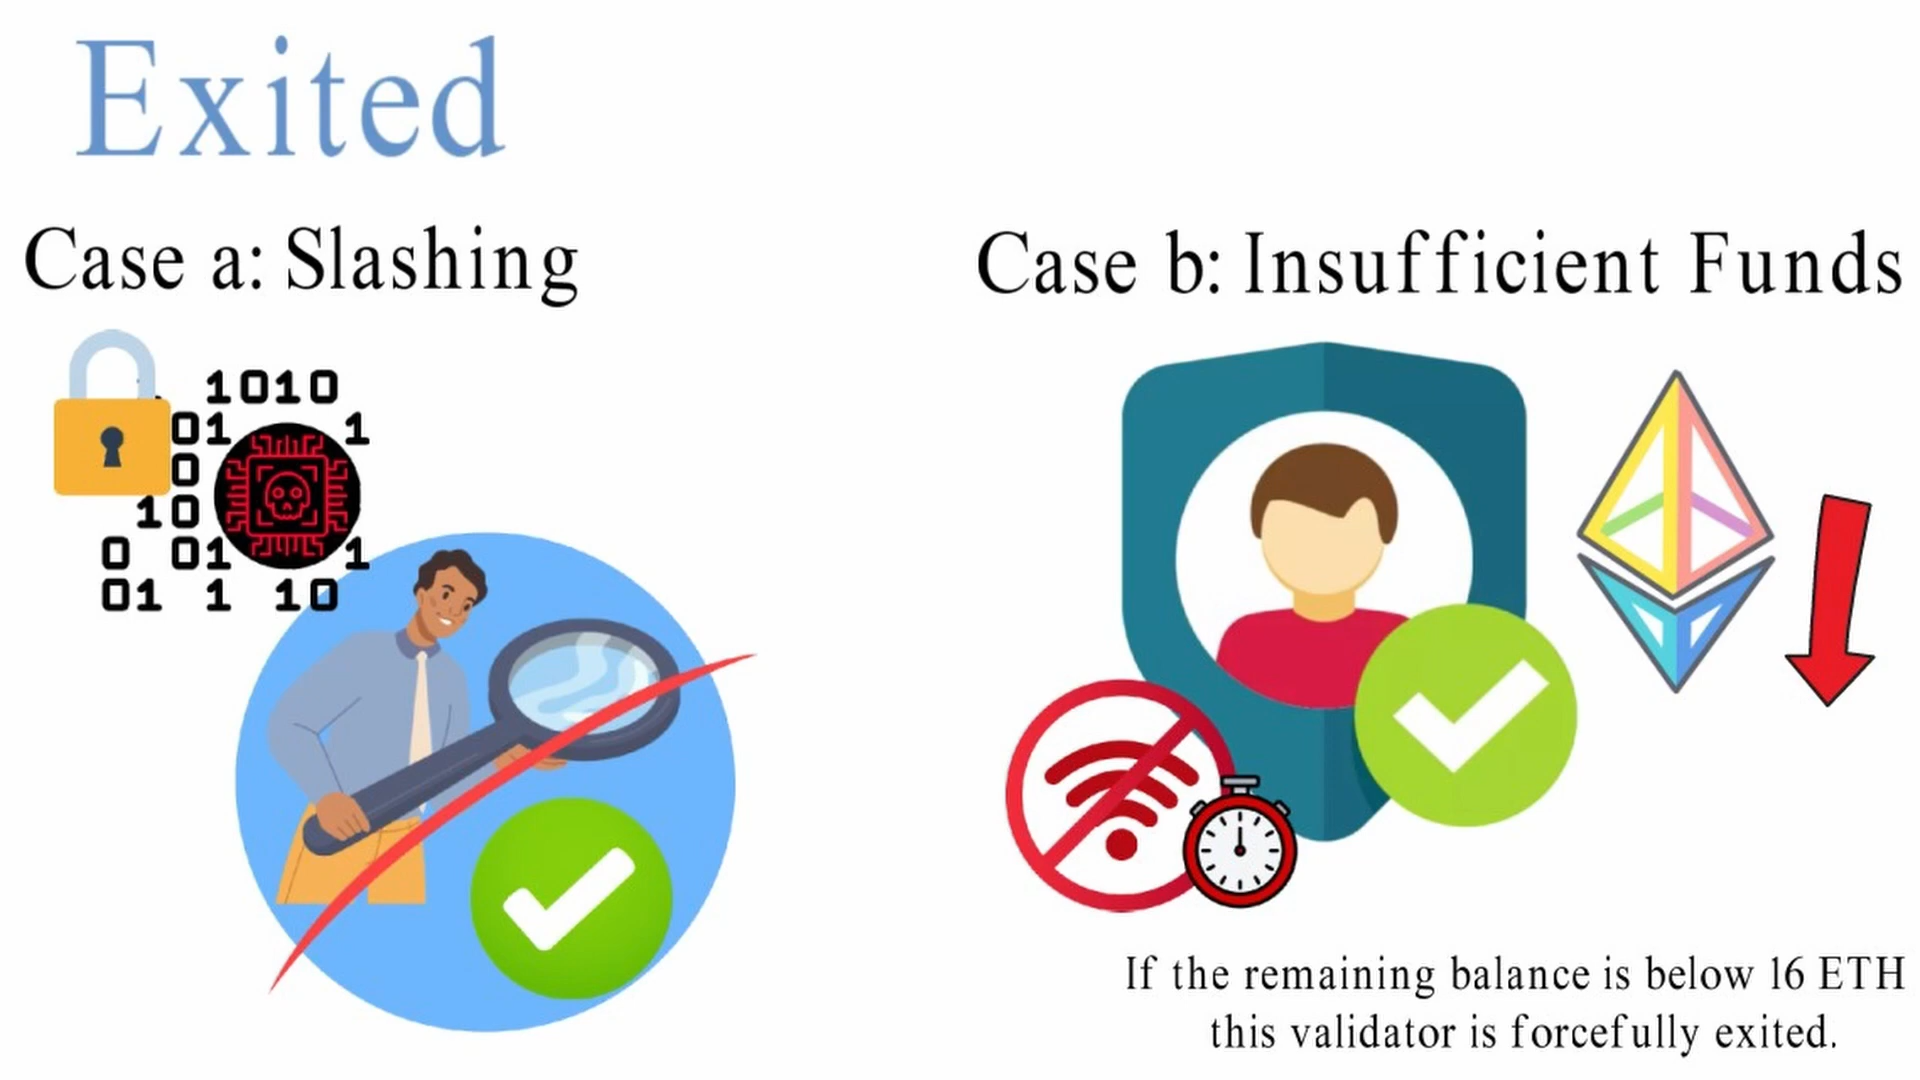 Exited
Case a: Slashing
1010
01 1
0
10
0 01 1
01 1 10
Case b: Insufficient Funds
If the remaining balance is below 16 ETH
this validator is forcefully exited.